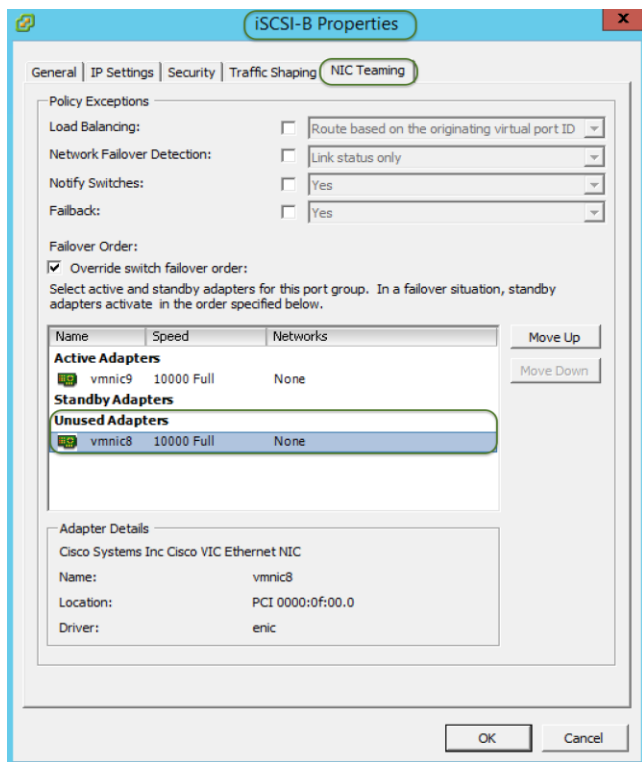 iSCSI-B Properties
x
General IP Settings Security Traffic Shaping NIC Teaming
Policy Exceptions
Load Balancing: Route based on the originating virtual port ID
Network Failover Detection: Link status only
Notify Switches: Yes
Failback: Yes
Failover Order:
Override switch failover order:
Select active and standby adapters for this port group. In a failover situation, standby
adapters activate in the order specified below.
Name Speed Networks
Move Up
Active Adapters
vmnic9 10000 Full None
Move Down
Standby Adapters
Unused Adapters
vmnic8 10000 Full None
Adapter Details
Cisco Systems Inc Cisco VIC Ethernet NIC
Name: vmnic8
Location: PCI 0000:0f:00.0
Driver: enic
OK Cancel